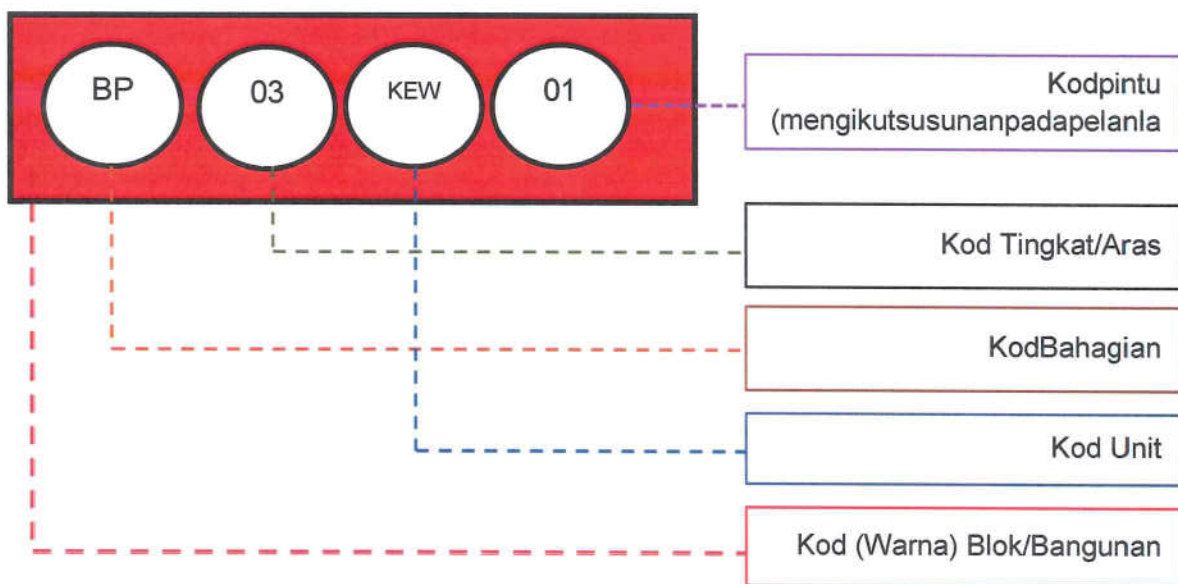 BP 03 KEW 01
Kodpintu
(mengikutsusunanpadapelanla
Kod Tingkat/Aras
KodBahagian
Kod Unit
Kod (Warna) Blok/Bangunan